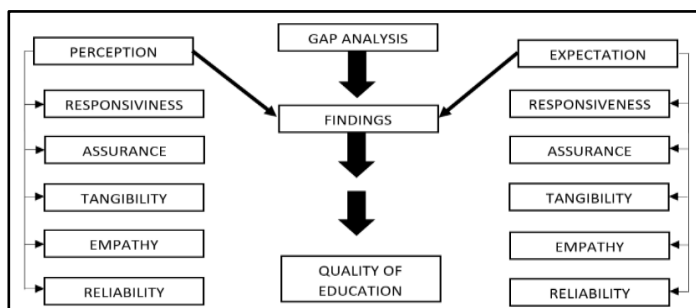 PERCEPTION
RESPONSIVINESS
ASSURANCE
TANGIBILITY
EMPATHY
RELIABILITY
GAP ANALYSIS
FINDINGS
QUALITY OF
EDUCATION
EXPECTATION
RESPONSIVENESS
ASSURANCE
TANGIBILITY
EMPATHY
RELIABILITY